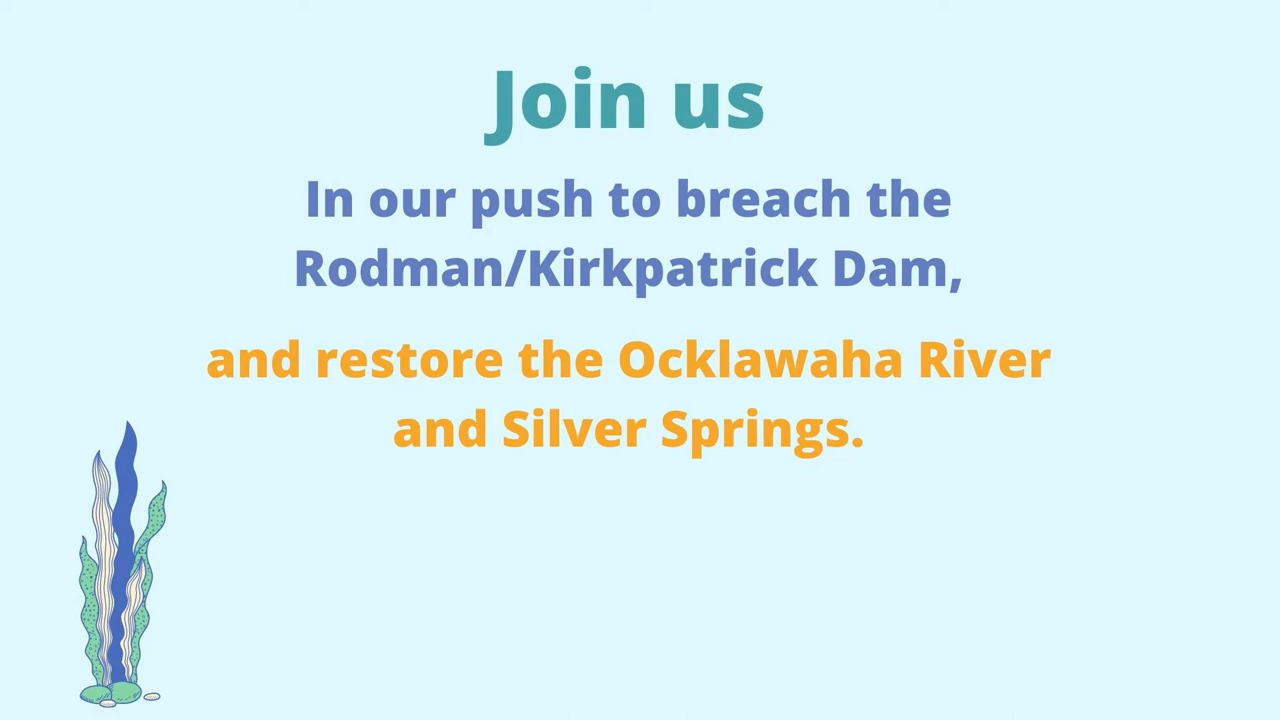 Join us
In our push to breach the
Rodman/Kirkpatrick Dam,
and restore the Ocklawaha River
and Silver Springs.